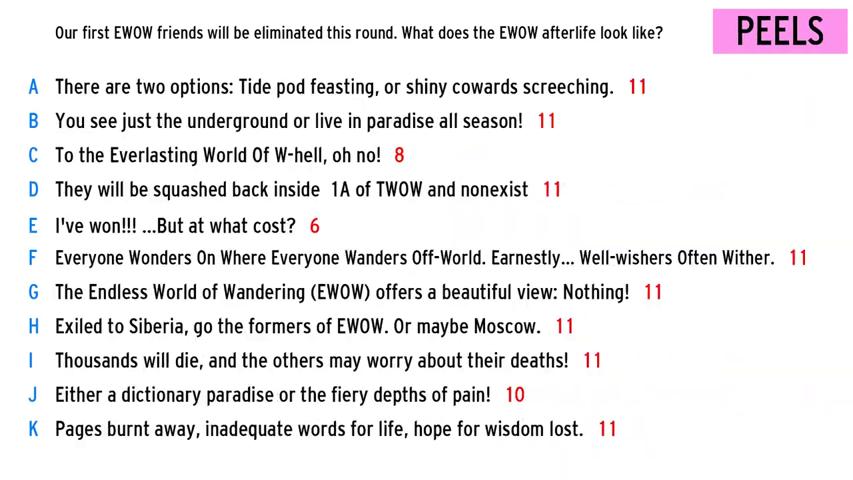 Our first EWOW friends will be eliminated this round. What does the EWOW afterlife look like?
PEELS
A There are two options: Tide pod feasting, or shiny cowards screeching. 11
B You see just the underground or live in paradise all season! 11
C To the Everlasting World Of W-hell, oh no! 8
D They will be squashed back inside 1A of TWOW and nonexist 11
E I've won!!! ...But at what cost? 6
F Everyone Wonders On Where Everyone Wanders Off-World. Earnestly... Well-wishers Often Wither. 11
G The Endless World of Wandering (EWOW) offers a beautiful view: Nothing! 11
H Exiled to Siberia, go the formers of EWOW. Or maybe Moscow. 11
I Thousands will die, and the others may worry about their deaths! 11
J Either a dictionary paradise or the fiery depths of pain! 10
K Pages burnt away, inadequate words for life, hope for wisdom lost. 11